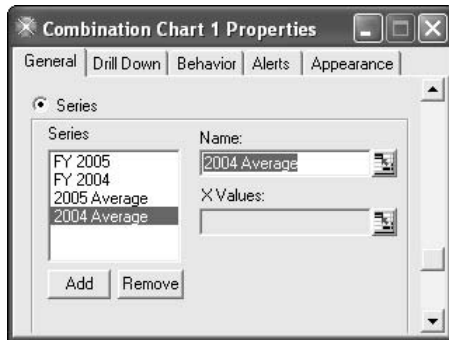 Combination Chart 1 Properties
General Drill Down Behavior Alerts Appearance
Series
Series
Name:
FY 2005
FY 2004
2005 Average
2004 Average
2004 Average
X Values:
Add Remove